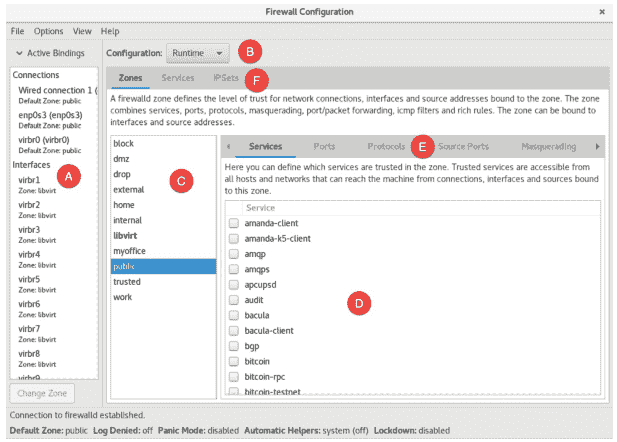 Firewall Configuration
File Options View Help
Active Bindings
Configuration: Runtime
B
Connections
Wired connection 1 (
Default Zone: public
enp0s3 (enp0s3)
Default Zone: public
virbr0 (virbr0)
Default Zone: public
Interfaces
virbr1
Zone: libvirt
A
virbr2
Zone: libvirt
virbr3
Zone: libvirt
virbr4
Zone: libvirt
virbr5
Zone: libvirt
virbr6
Zone: libvirt
virbr7
Zone: libvirt
virbr8
Zone: libvirt
virbr9
Change Zone
Zones Services IPSets
F
A firewalld zone defines the level of trust for network connections, interfaces and source addresses bound to the zone. The zone
combines services, ports, protocols, masquerading, port/packet forwarding, icmp filters and rich rules. The zone can be bound to
interfaces and source addresses.
block
dmz
drop
external
home
internal
libvirt
myoffice
public
trusted
work
C
Services Ports Protocols Source Ports Masquerading
E
Here you can define which services are trusted in the zone. Trusted services are accessible from
all hosts and networks that can reach the machine from connections, interfaces and sources bound
to this zone.
Service
amanda-client
amanda-k5-client
amqp
amqps
apcupsd
audit
bacula
bacula-client
bgp
bitcoin
bitcoin-rpc
bitcoin-testnet
D
Connection to firewalld established.
Default Zone: public Log Denied: off Panic Mode: disabled Automatic Helpers: system (off) Lockdown: disabled